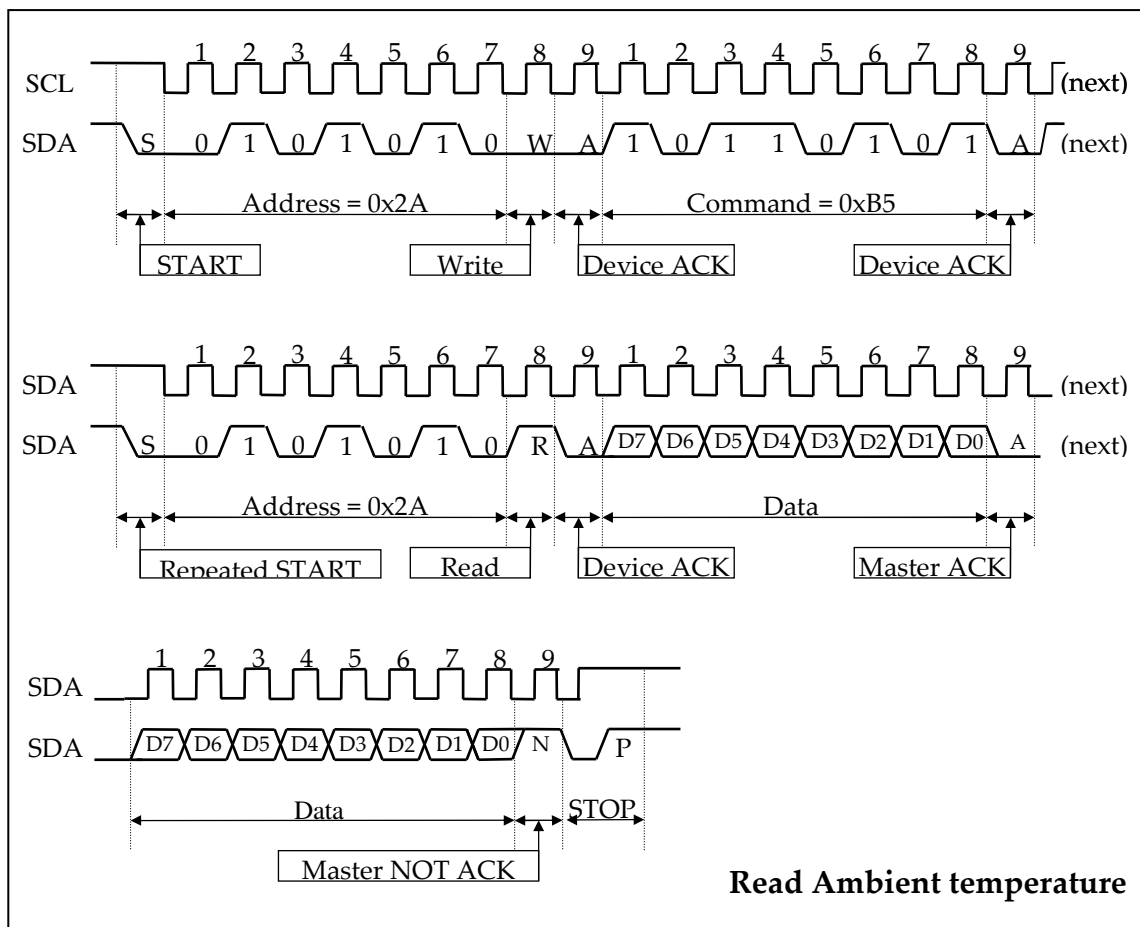 1 2 3 4 5 6 7 8 9 1 2 3 4 5 6 7 8 9
SCL (next)
SDA S 0 1 0 1 0 1 0 W A 1 0 1 1 0 1 0 1 A (next)
Address = 0x2A Command = 0xB5
START Write Device ACK Device ACK
1 2 3 4 5 6 7 8 9 1 2 3 4 5 6 7 8 9
SDA (next)
SDA S 0 1 0 1 0 1 0 R A D7 D6 D5 D4 D3 D2 D1 D0 A (next)
Address = 0x2A Data
Repeated START Read Device ACK Master ACK
1 2 3 4 5 6 7 8 9
SDA
SDA D7 D6 D5 D4 D3 D2 D1 D0 N P
Data STOP
Master NOT ACK
Read Ambient temperature